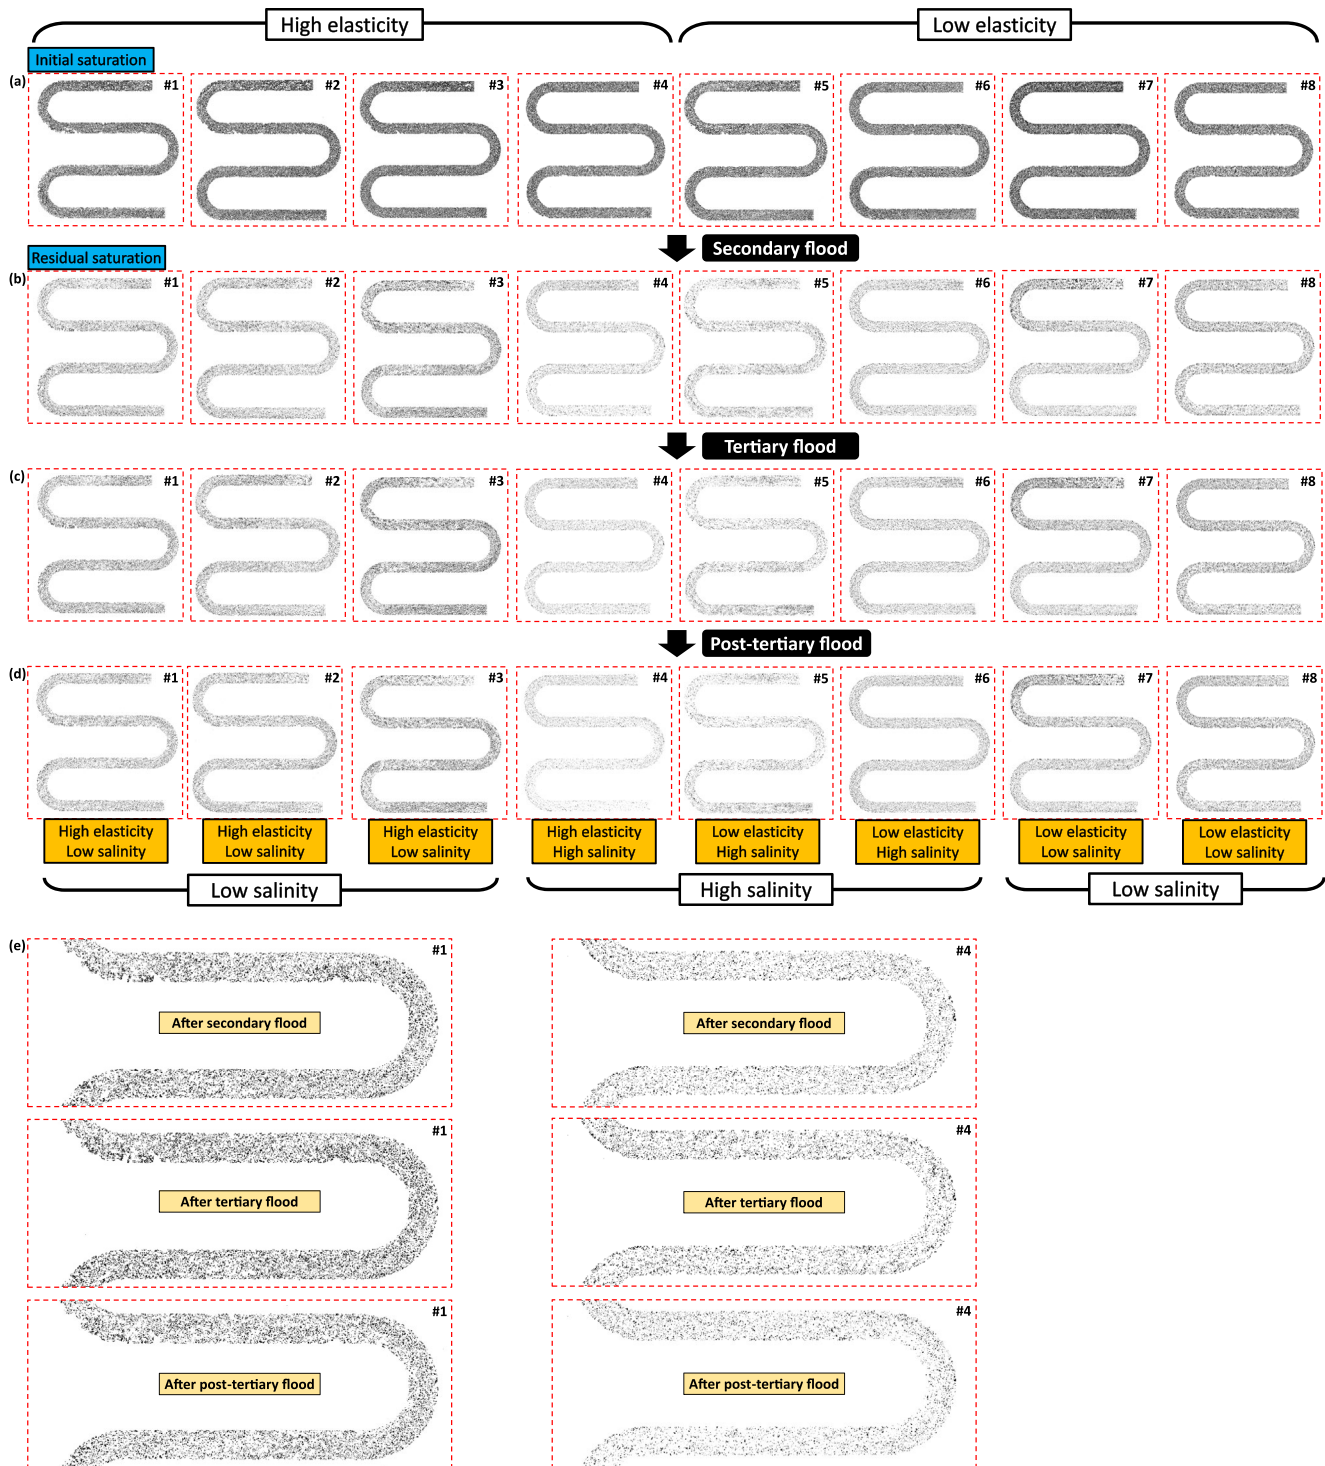 High elasticity
Low elasticity
Initial saturation
(a)
#1
#2
#3
#4
#5
#6
#7
#8
Secondary flood
Residual saturation
(b)
#1
#2
#3
#4
#5
#6
#7
#8
Tertiary flood
(c)
#1
#2
#3
#4
#5
#6
#7
#8
Post-tertiary flood
(d)
#1
#2
#3
#4
#5
#6
#7
#8
High elasticity
Low salinity
High elasticity
Low salinity
High elasticity
Low salinity
High elasticity
High salinity
Low elasticity
High salinity
Low elasticity
High salinity
Low elasticity
Low salinity
Low elasticity
Low salinity
Low salinity
High salinity
Low salinity
(e)
#1
After secondary flood
#4
After secondary flood
#1
After tertiary flood
#4
After tertiary flood
#1
After post-tertiary flood
#4
After post-tertiary flood